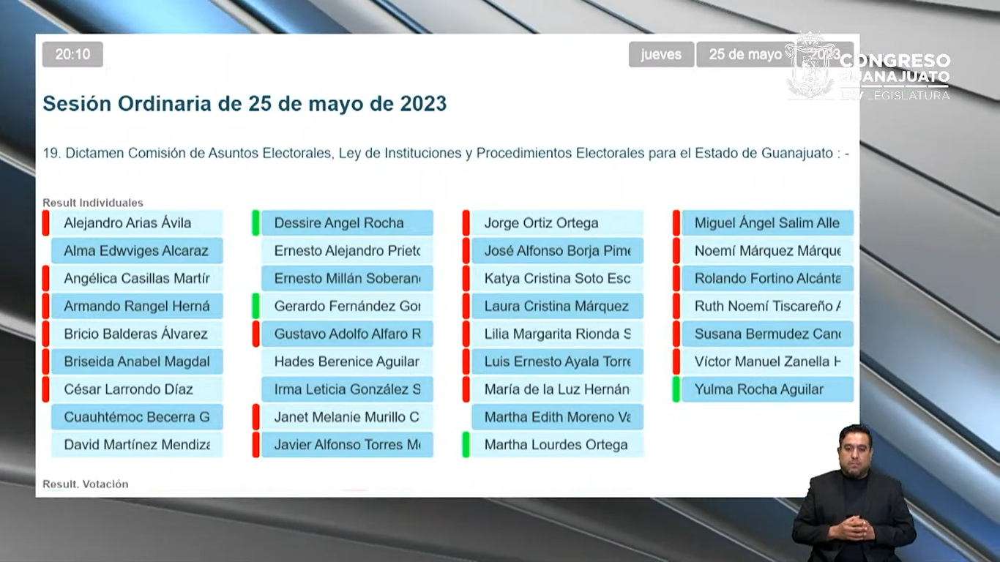 20:10
jueves
25 de mayo
2023
CONGRESO
GUANAJUATO
LXV LEGISLATURA
Sesión Ordinaria de 25 de mayo de 2023
19. Dictamen Comisión de Asuntos Electorales, Ley de Instituciones y Procedimientos Electorales para el Estado de Guanajuato : -
Result Individuales
Alejandro Arias Ávila
Alma Edwviges Alcaraz
Angélica Casillas Martír
Armando Rangel Herná
Bricio Balderas Álvarez
Briseida Anabel Magdal
César Larrondo Díaz
Cuauhtémoc Becerra G
David Martínez Mendiza
Dessire Angel Rocha
Ernesto Alejandro Prieto
Ernesto Millán Soberan
Gerardo Fernández Gor
Gustavo Adolfo Alfaro R
Hades Berenice Aguilar
Irma Leticia González S
Janet Melanie Murillo C
Javier Alfonso Torres Me
Jorge Ortiz Ortega
José Alfonso Borja Pime
Katya Cristina Soto Esc
Laura Cristina Márquez
Lilia Margarita Rionda S
Luis Ernesto Ayala Torre
María de la Luz Hernán
Martha Edith Moreno Va
Martha Lourdes Ortega
Miguel Ángel Salim Alle
Noemí Márquez Márque
Rolando Fortino Alcánta
Ruth Noemí Tiscareño A
Susana Bermudez Canc
Víctor Manuel Zanella H
Yulma Rocha Aguilar
Result. Votación